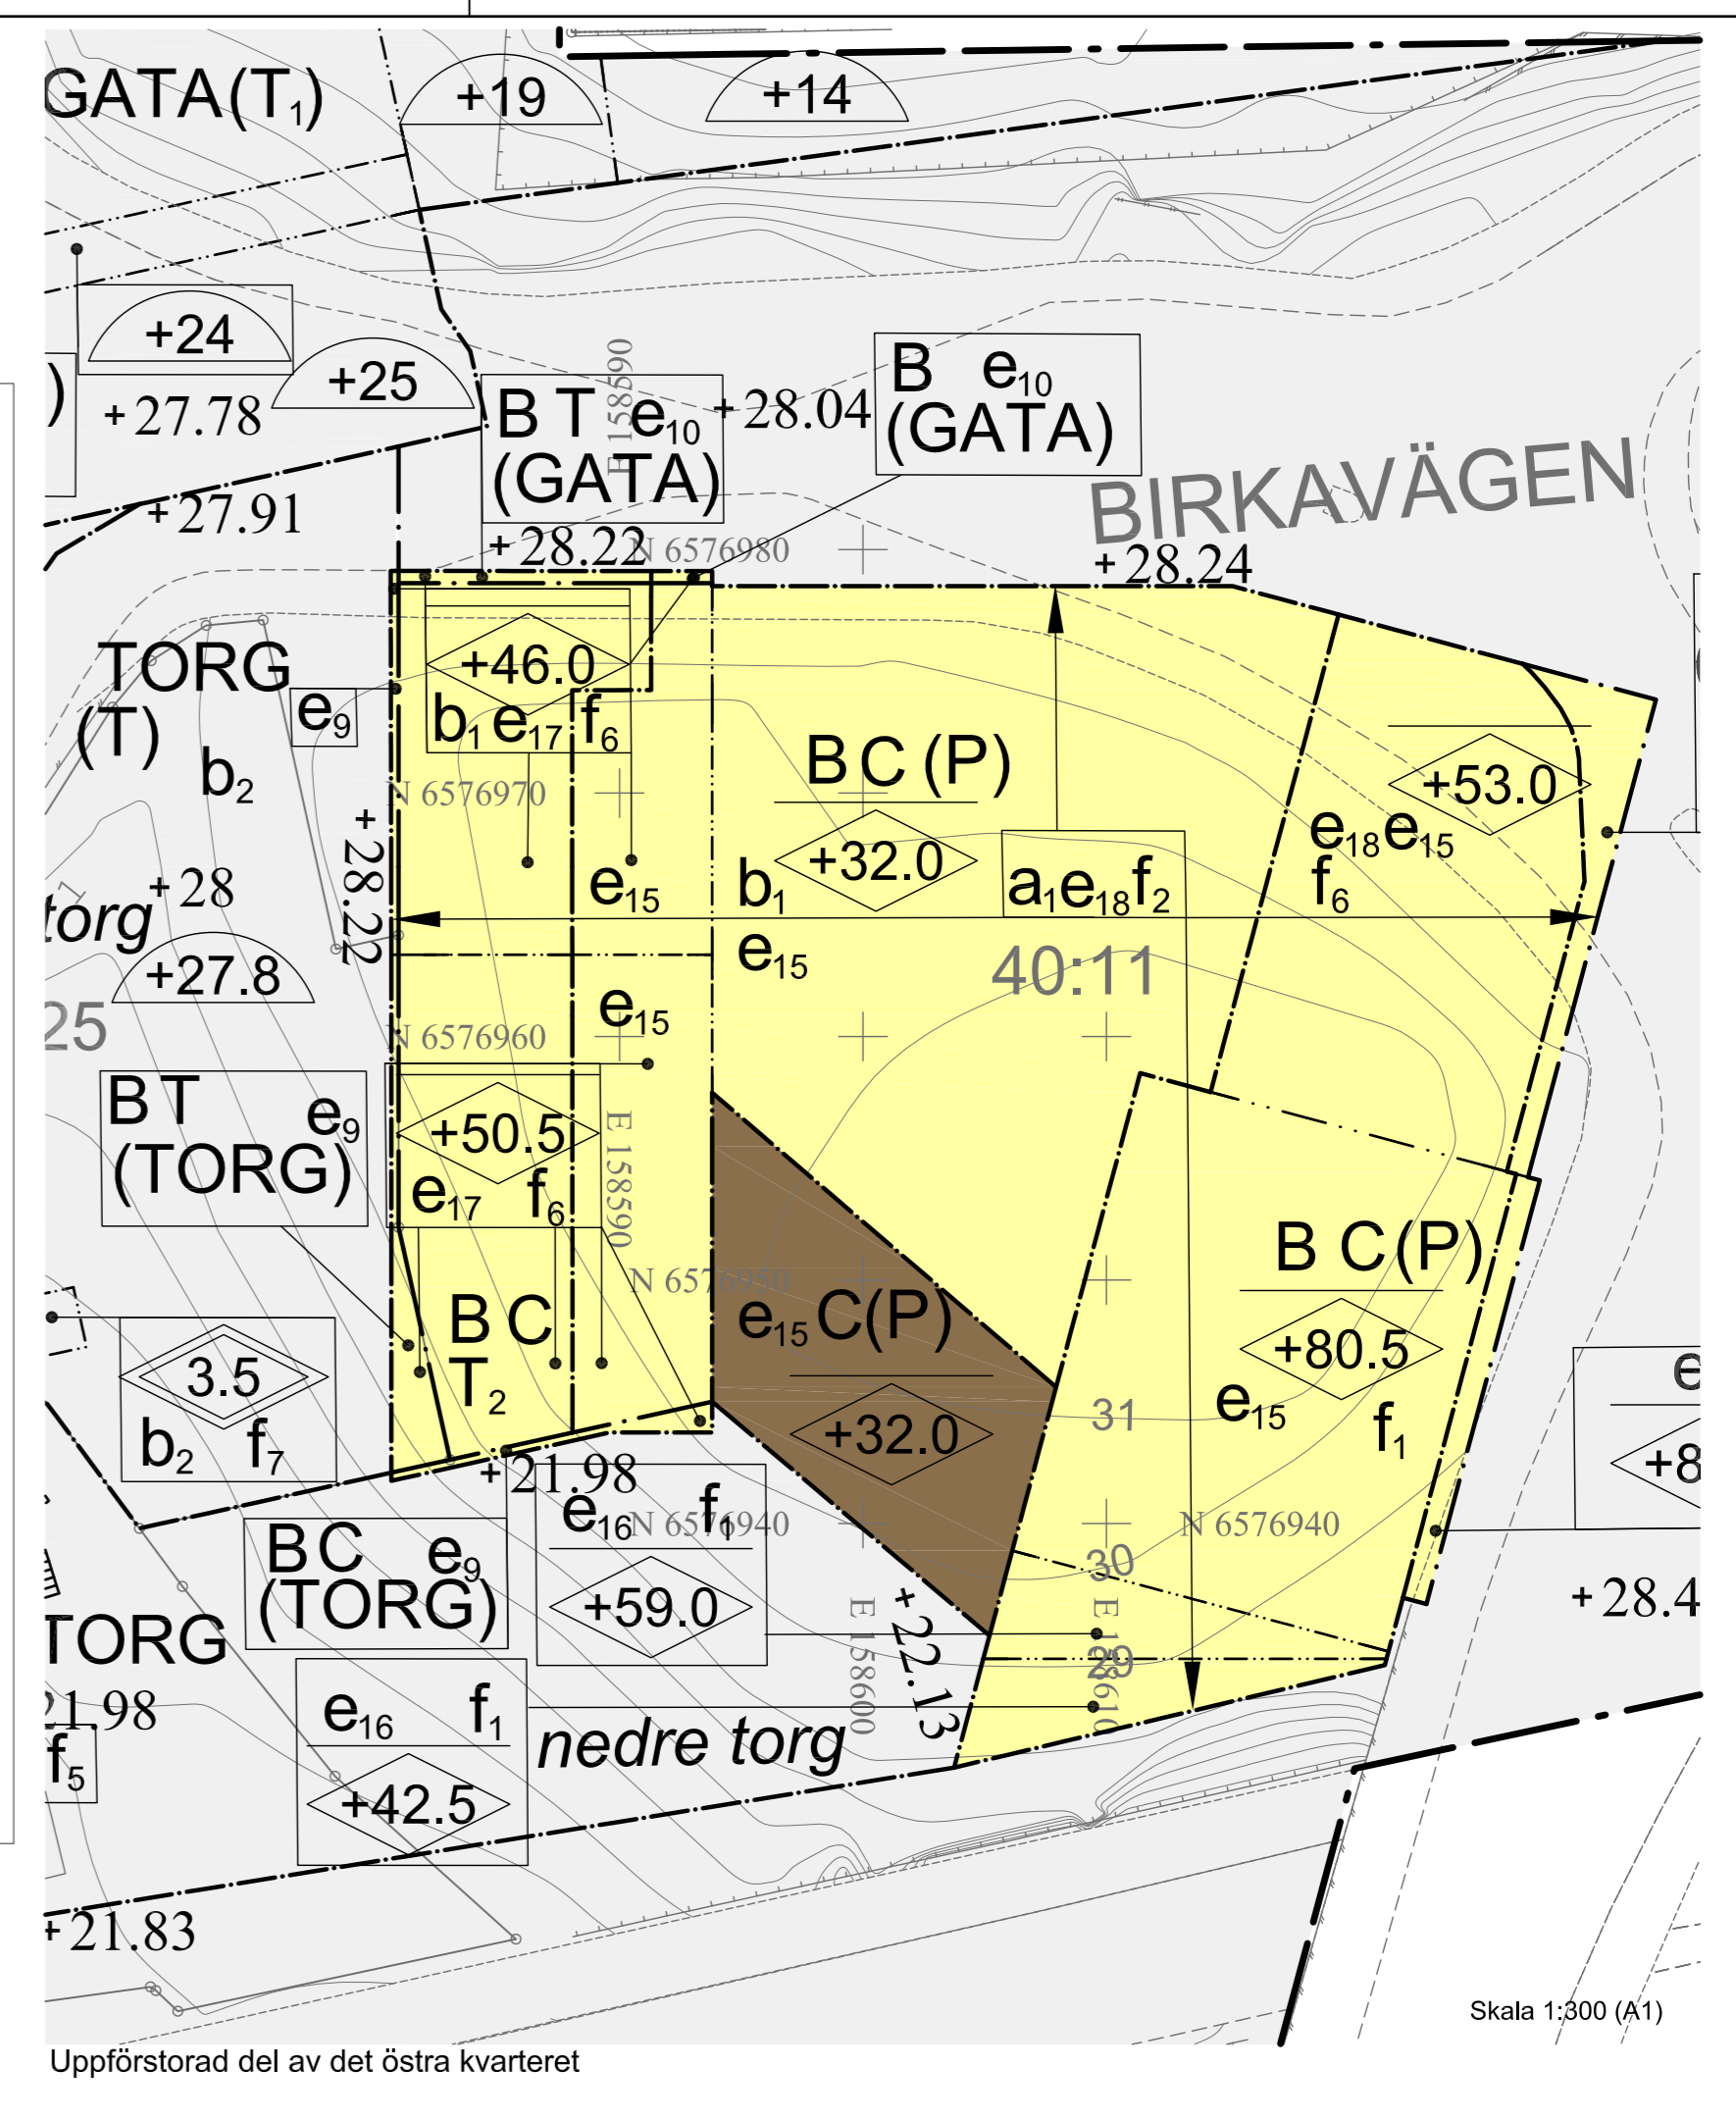 GATA(T₁)
+19
+14
+24
+25
+27.78
B T e₁₀
(GATA)
E 158590
+28.04
B e₁₀
(GATA)
BIRKAVÄGEN
+27.91
+28.22
N 6576980
+28.24
TORG
(T)
b₂
e₉
+46.0
b₁ e₁₇ f₆
N 6576970
+28.22
B C (P)
+32.0
+53.0
e₁₈ e₁₅
f₆
e₁₅
b₁
a₁ e₁₈ f₂
+28
torg
+27.8
e₁₅
40:11
25
e₁₅
N 6576960
B T e₉
(TORG)
+50.5
e₁₇ f₆
E 158590
B C
T₂
N 6576950
e₁₅ C(P)
+32.0
B C (P)
+80.5
e₁₅
f₁
31
3.5
b₂ f₇
+21.98
e₁₆ f₁
+59.0
N 6576940
N 6576940
B C e₉
(TORG)
30
29
E 158600
E 158610
+22.13
+28.4
e
+8
TORG
21.98
f₅
e₁₆ f₁
+42.5
nedre torg
+21.83
Skala 1:300 (A1)
Uppförstorad del av det östra kvarteret